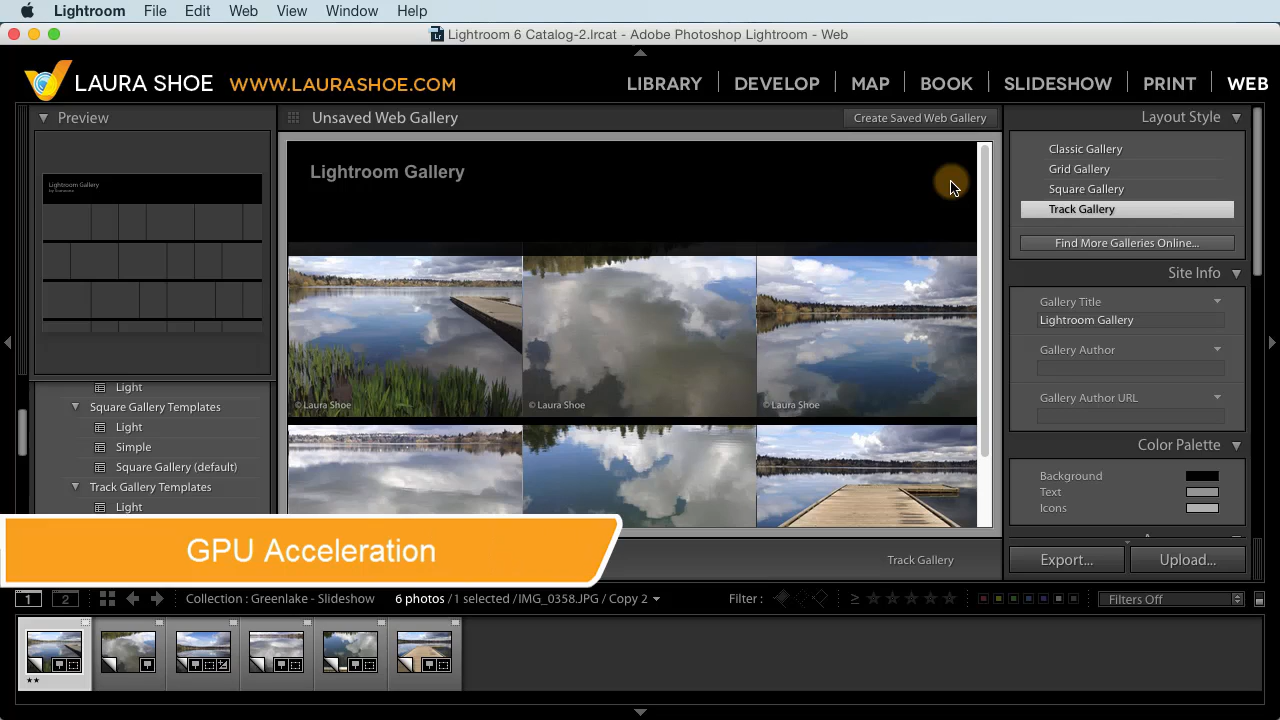 Lightroom File Edit Web View Window Help
Lightroom 6 Catalog-2.lrcat - Adobe Photoshop Lightroom - Web
LAURA SHOE WWW.LAURASHOE.COM
LIBRARY DEVELOP MAP BOOK SLIDESHOW PRINT WEB
Preview
Unsaved Web Gallery
Create Saved Web Gallery
Layout Style
Classic Gallery
Grid Gallery
Square Gallery
Track Gallery
Find More Galleries Online...
Site Info
Gallery Title
Lightroom Gallery
Gallery Author
Gallery Author URL
Color Palette
Background
Text
Icons
Export... Upload...
Lightroom Gallery
Lightroom Gallery
© Laura Shoe
© Laura Shoe
© Laura Shoe
Light
Square Gallery Templates
Light
Simple
Square Gallery (default)
Track Gallery Templates
Light
GPU Acceleration
Track Gallery
1 2 Collection : Greenlake - Slideshow 6 photos / 1 selected / IMG_0358.JPG / Copy 2 Filter : ≥ ★★★★★ Filters Off
★★